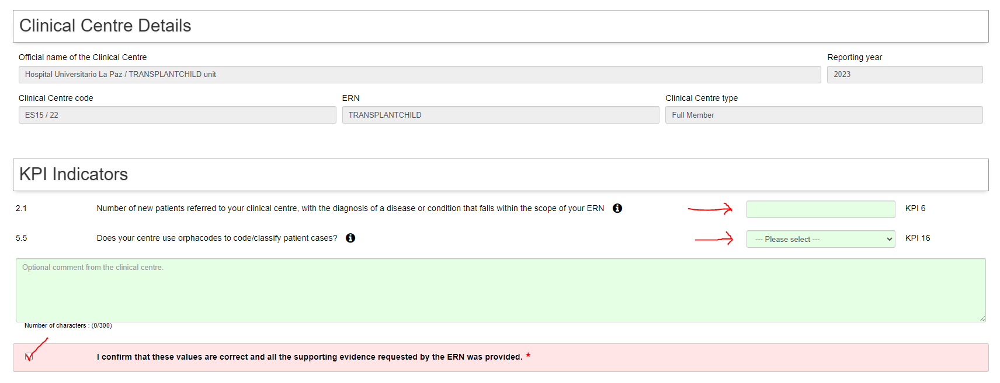 Clinical Centre Details
Official name of the Clinical Centre
Reporting year
Hospital Universitario La Paz / TRANSPLANTCHILD unit
2023
Clinical Centre code
ERN
Clinical Centre type
ES15 / 22
TRANSPLANTCHILD
Full Member
KPI Indicators
2.1 Number of new patients referred to your clinical centre, with the diagnosis of a disease or condition that falls within the scope of your ERN KPI 6
5.5 Does your centre use orphacodes to code/classify patient cases? --- Please select --- KPI 16
Optional comment from the clinical centre.
Number of characters : (0/300)
I confirm that these values are correct and all the supporting evidence requested by the ERN was provided. *